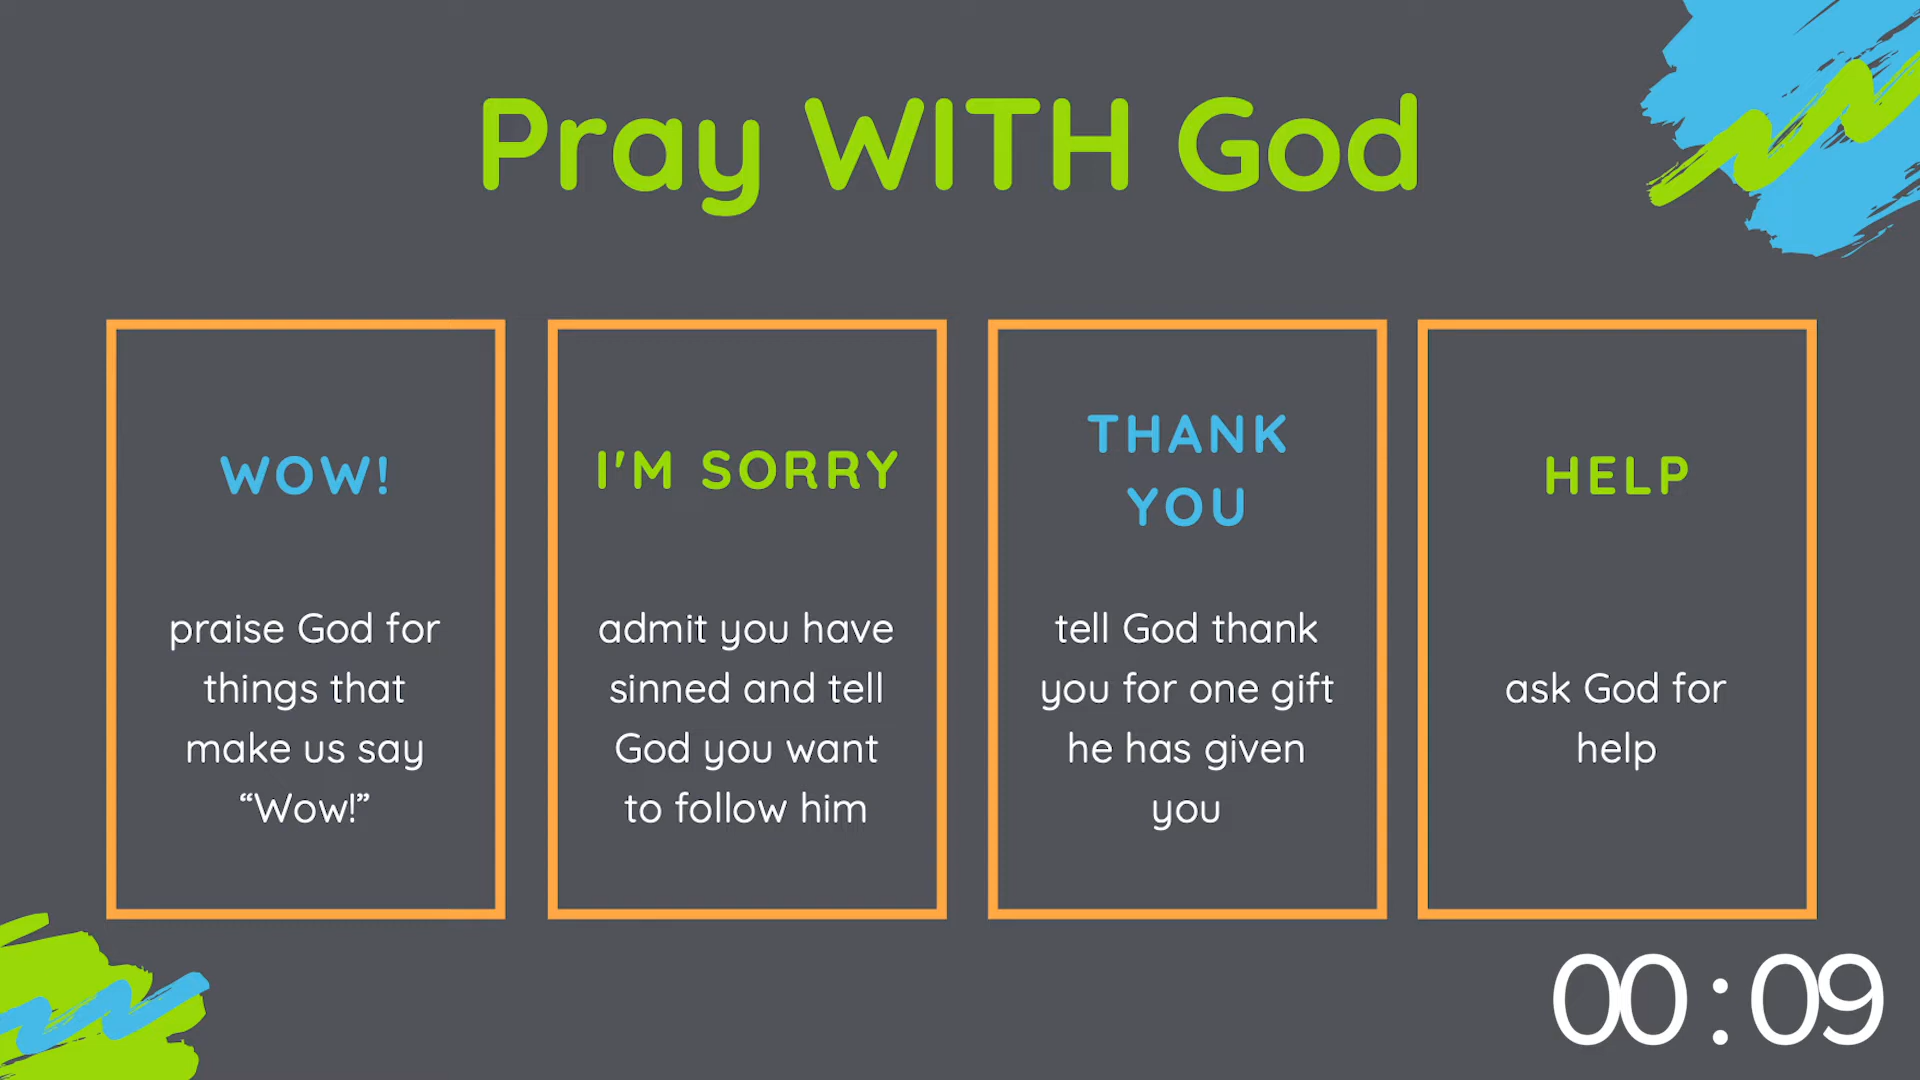 Pray WITH God
WOW!
praise God for
things that
make us say
“Wow!”
I'M SORRY
admit you have
sinned and tell
God you want
to follow him
THANK
YOU
tell God thank
you for one gift
he has given
you
HELP
ask God for
help
00:09